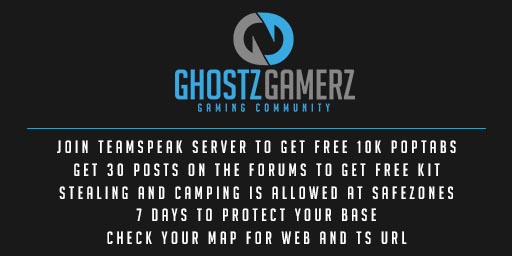 GHOSTZGAMERZ
GAMING COMMUNITY
JOIN TEAMSPEAK SERVER TO GET FREE 10K POPTABS
GET 30 POSTS ON THE FORUMS TO GET FREE KIT
STEALING AND CAMPING IS ALLOWED AT SAFEZONES
7 DAYS TO PROTECT YOUR BASE
CHECK YOUR MAP FOR WEB AND TS URL